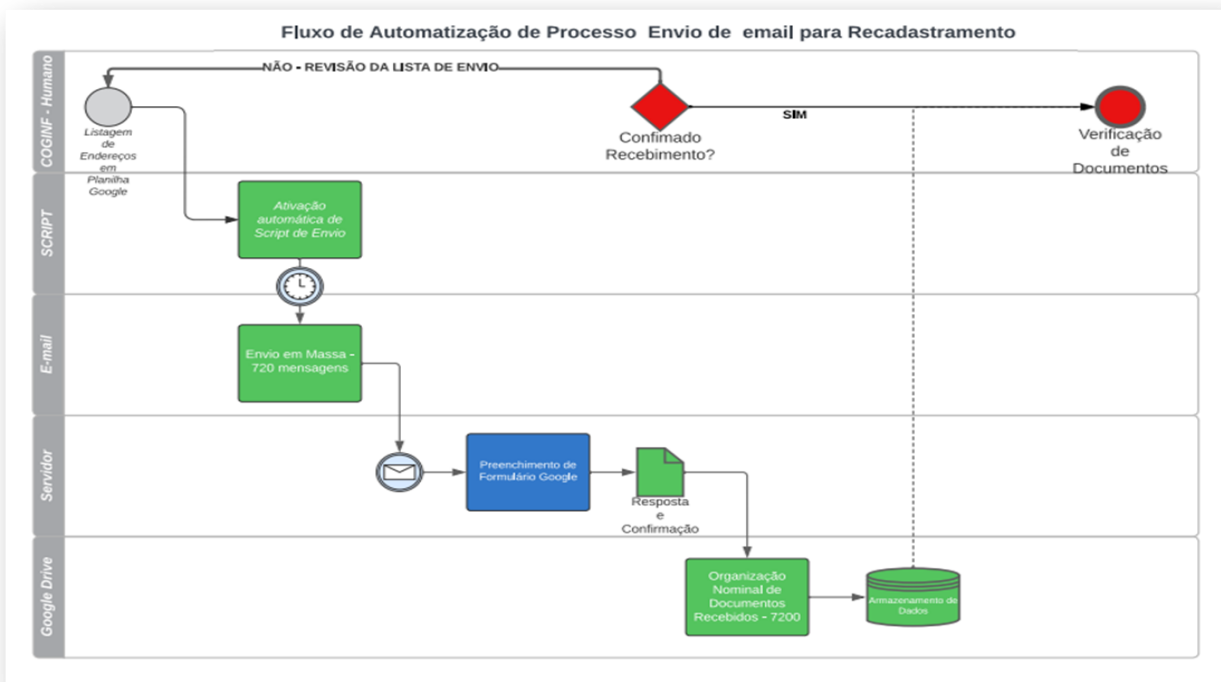 Fluxo de Automatização de Processo Envio de email para Recadastramento
COGINF - Humano
NÃO - REVISÃO DA LISTA DE ENVIO
Listagem
de
Endereços
em
Planilha
Google
Confimado
Recebimento?
SIM
Verificação
de
Documentos
SCRIPT
Ativação
automática de
Script de Envio
E-mail
Envio em Massa -
720 mensagens
Servidor
Preenchimento de
Formulário Google
Resposta
e
Confirmação
Google Drive
Organização
Nominal de
Documentos
Recebidos - 7200
Armazenamento de
Dados